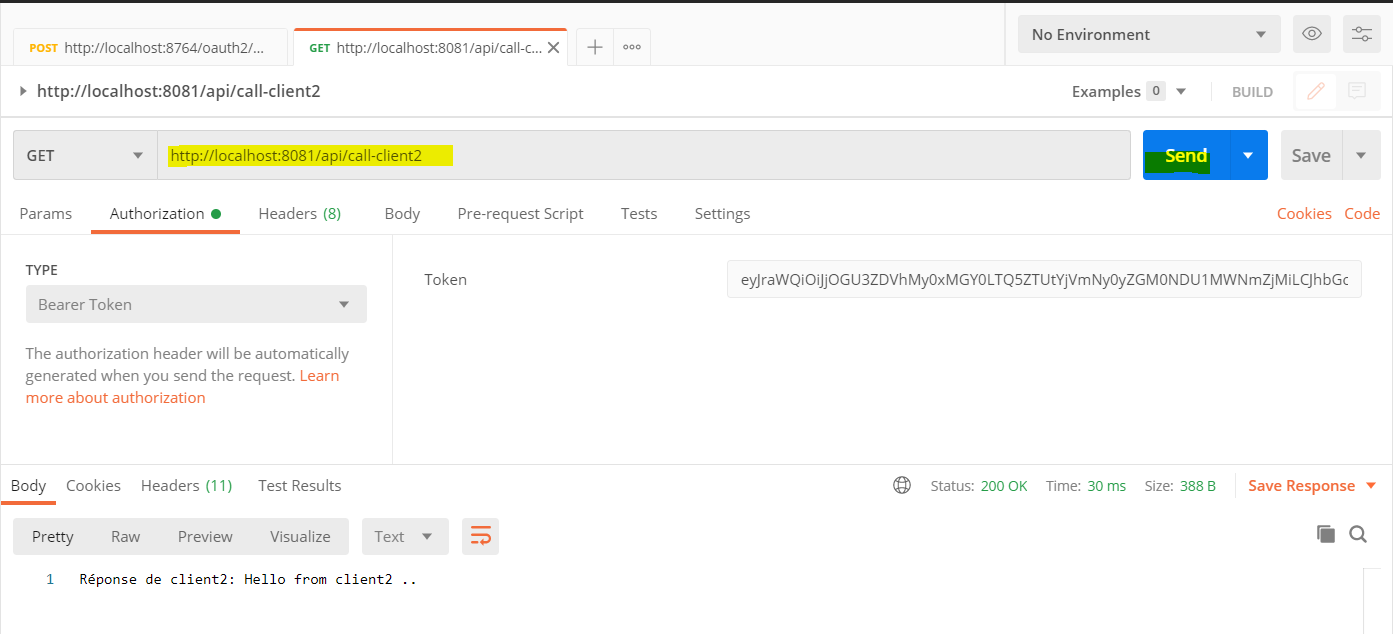 POST http://localhost:8764/oauth2/...
GET http://localhost:8081/api/call-c...
No Environment
http://localhost:8081/api/call-client2
Examples 0
BUILD
GET
http://localhost:8081/api/call-client2
Send
Save
Params
Authorization
Headers (8)
Body
Pre-request Script
Tests
Settings
Cookies
Code
TYPE
Bearer Token
The authorization header will be automatically
generated when you send the request. Learn
more about authorization
Token
eyJraWQiOiJjOGU3ZDVhMy0xMGY0LTQ5ZTUtYjVmNy0yZGM0NDU1MWNmZjMiLCJhbGc
Body
Cookies
Headers (11)
Test Results
Status: 200 OK
Time: 30 ms
Size: 388 B
Save Response
Pretty
Raw
Preview
Visualize
Text
1 Réponse de client2: Hello from client2 ..